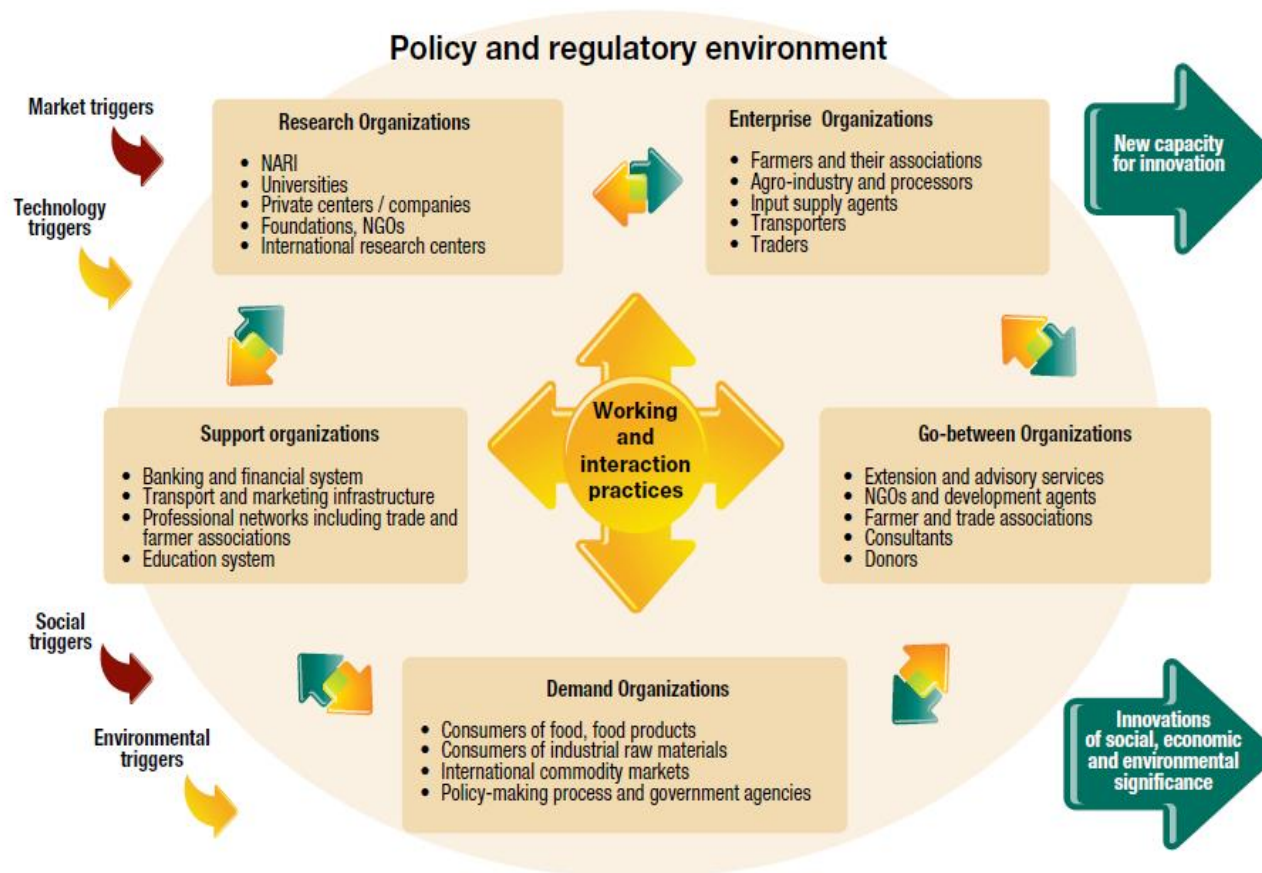 Policy and regulatory environment
Market triggers
Technology
triggers
Research Organizations
• NARI
• Universities
• Private centers / companies
• Foundations, NGOs
• International research centers
Enterprise Organizations
• Farmers and their associations
• Agro-industry and processors
• Input supply agents
• Transporters
• Traders
New capacity
for innovation
Support organizations
• Banking and financial system
• Transport and marketing infrastructure
• Professional networks including trade and
farmer associations
• Education system
Working
and
interaction
practices
Go-between Organizations
• Extension and advisory services
• NGOs and development agents
• Farmer and trade associations
• Consultants
• Donors
Social
triggers
Environmental
triggers
Demand Organizations
• Consumers of food, food products
• Consumers of industrial raw materials
• International commodity markets
• Policy-making process and government agencies
Innovations
of social, economic
and environmental
significance